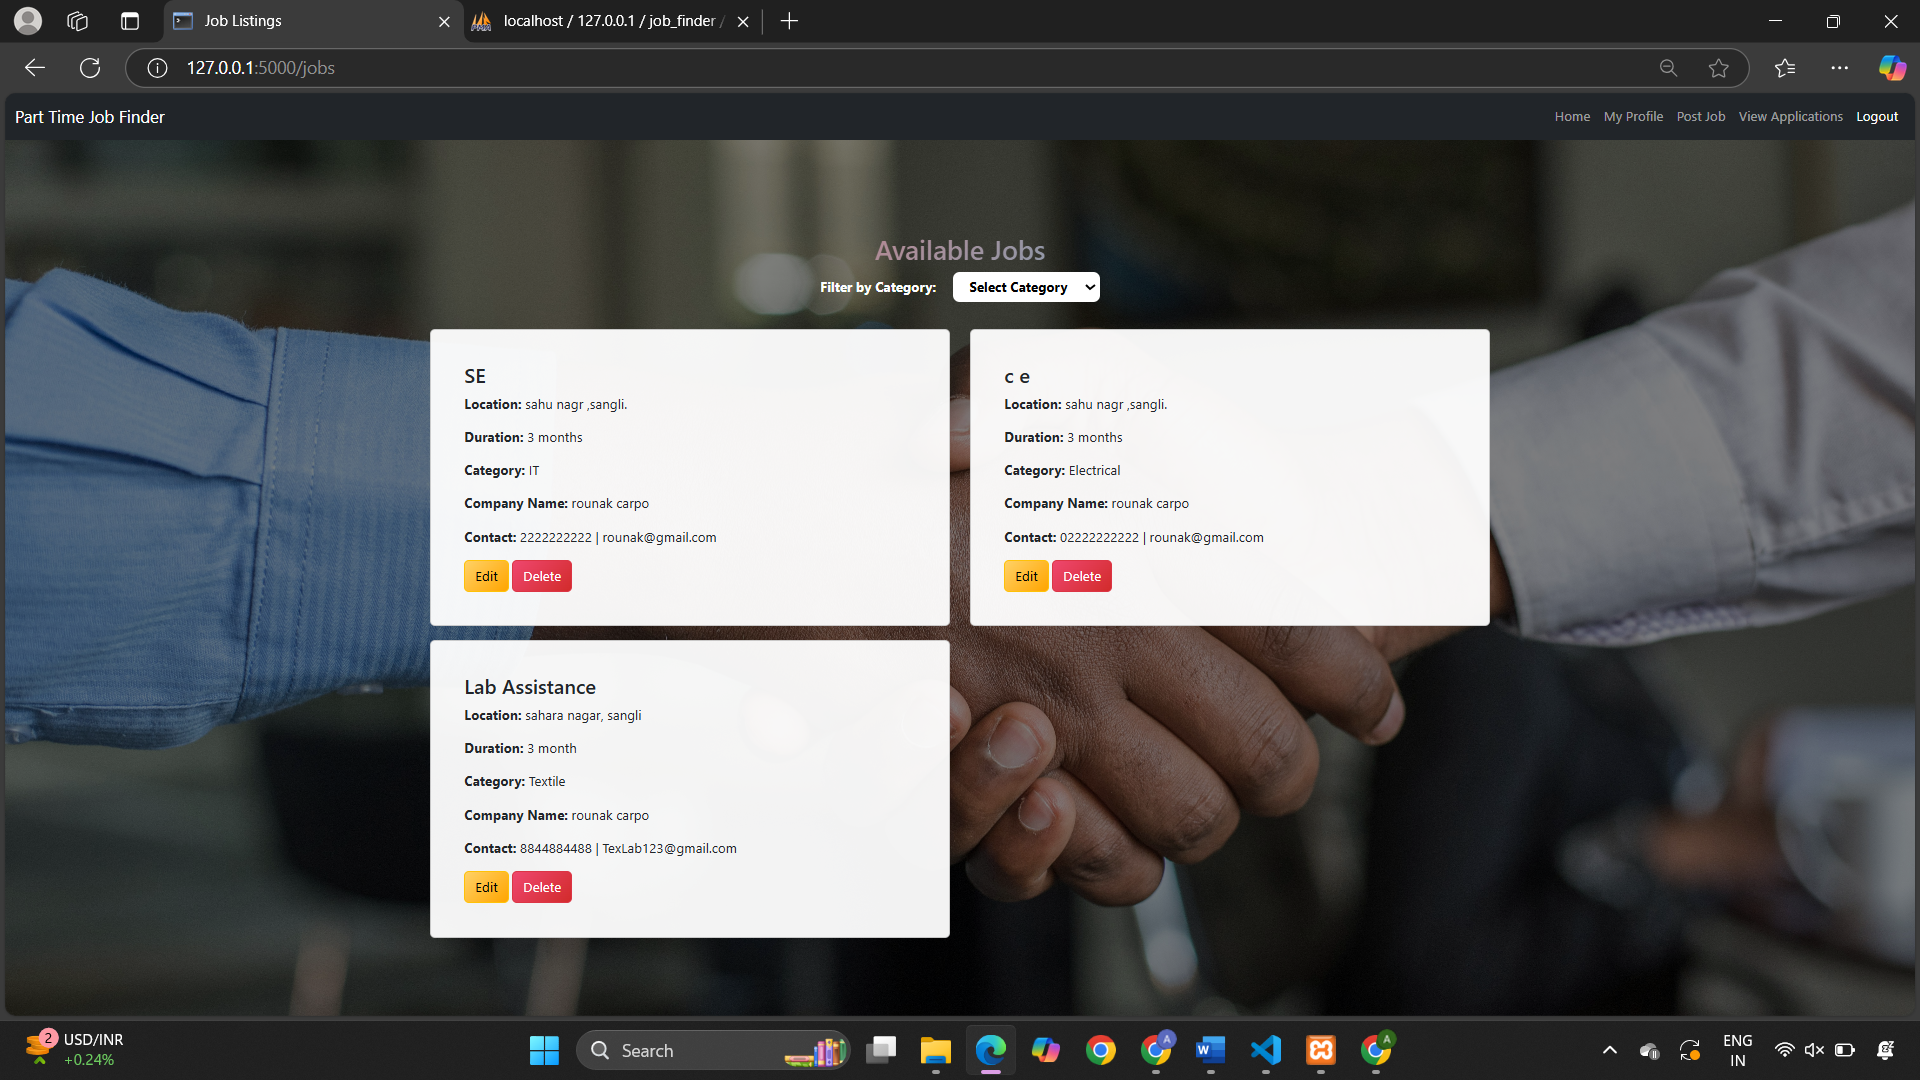 Job Listings
localhost / 127.0.0.1 / job_finder /
127.0.0.1:5000/jobs
Part Time Job Finder
Home My Profile Post Job View Applications Logout
Available Jobs
Filter by Category: Select Category
SE
Location: sahu nagr ,sangli.
Duration: 3 months
Category: IT
Company Name: rounak carpo
Contact: 2222222222 | rounak@gmail.com
Edit Delete
c e
Location: sahu nagr ,sangli.
Duration: 3 months
Category: Electrical
Company Name: rounak carpo
Contact: 02222222222 | rounak@gmail.com
Edit Delete
Lab Assistance
Location: sahara nagar, sangli
Duration: 3 month
Category: Textile
Company Name: rounak carpo
Contact: 8844884488 | TexLab123@gmail.com
Edit Delete
2
USD/INR
+0.24%
Search
A
A
ENG
IN